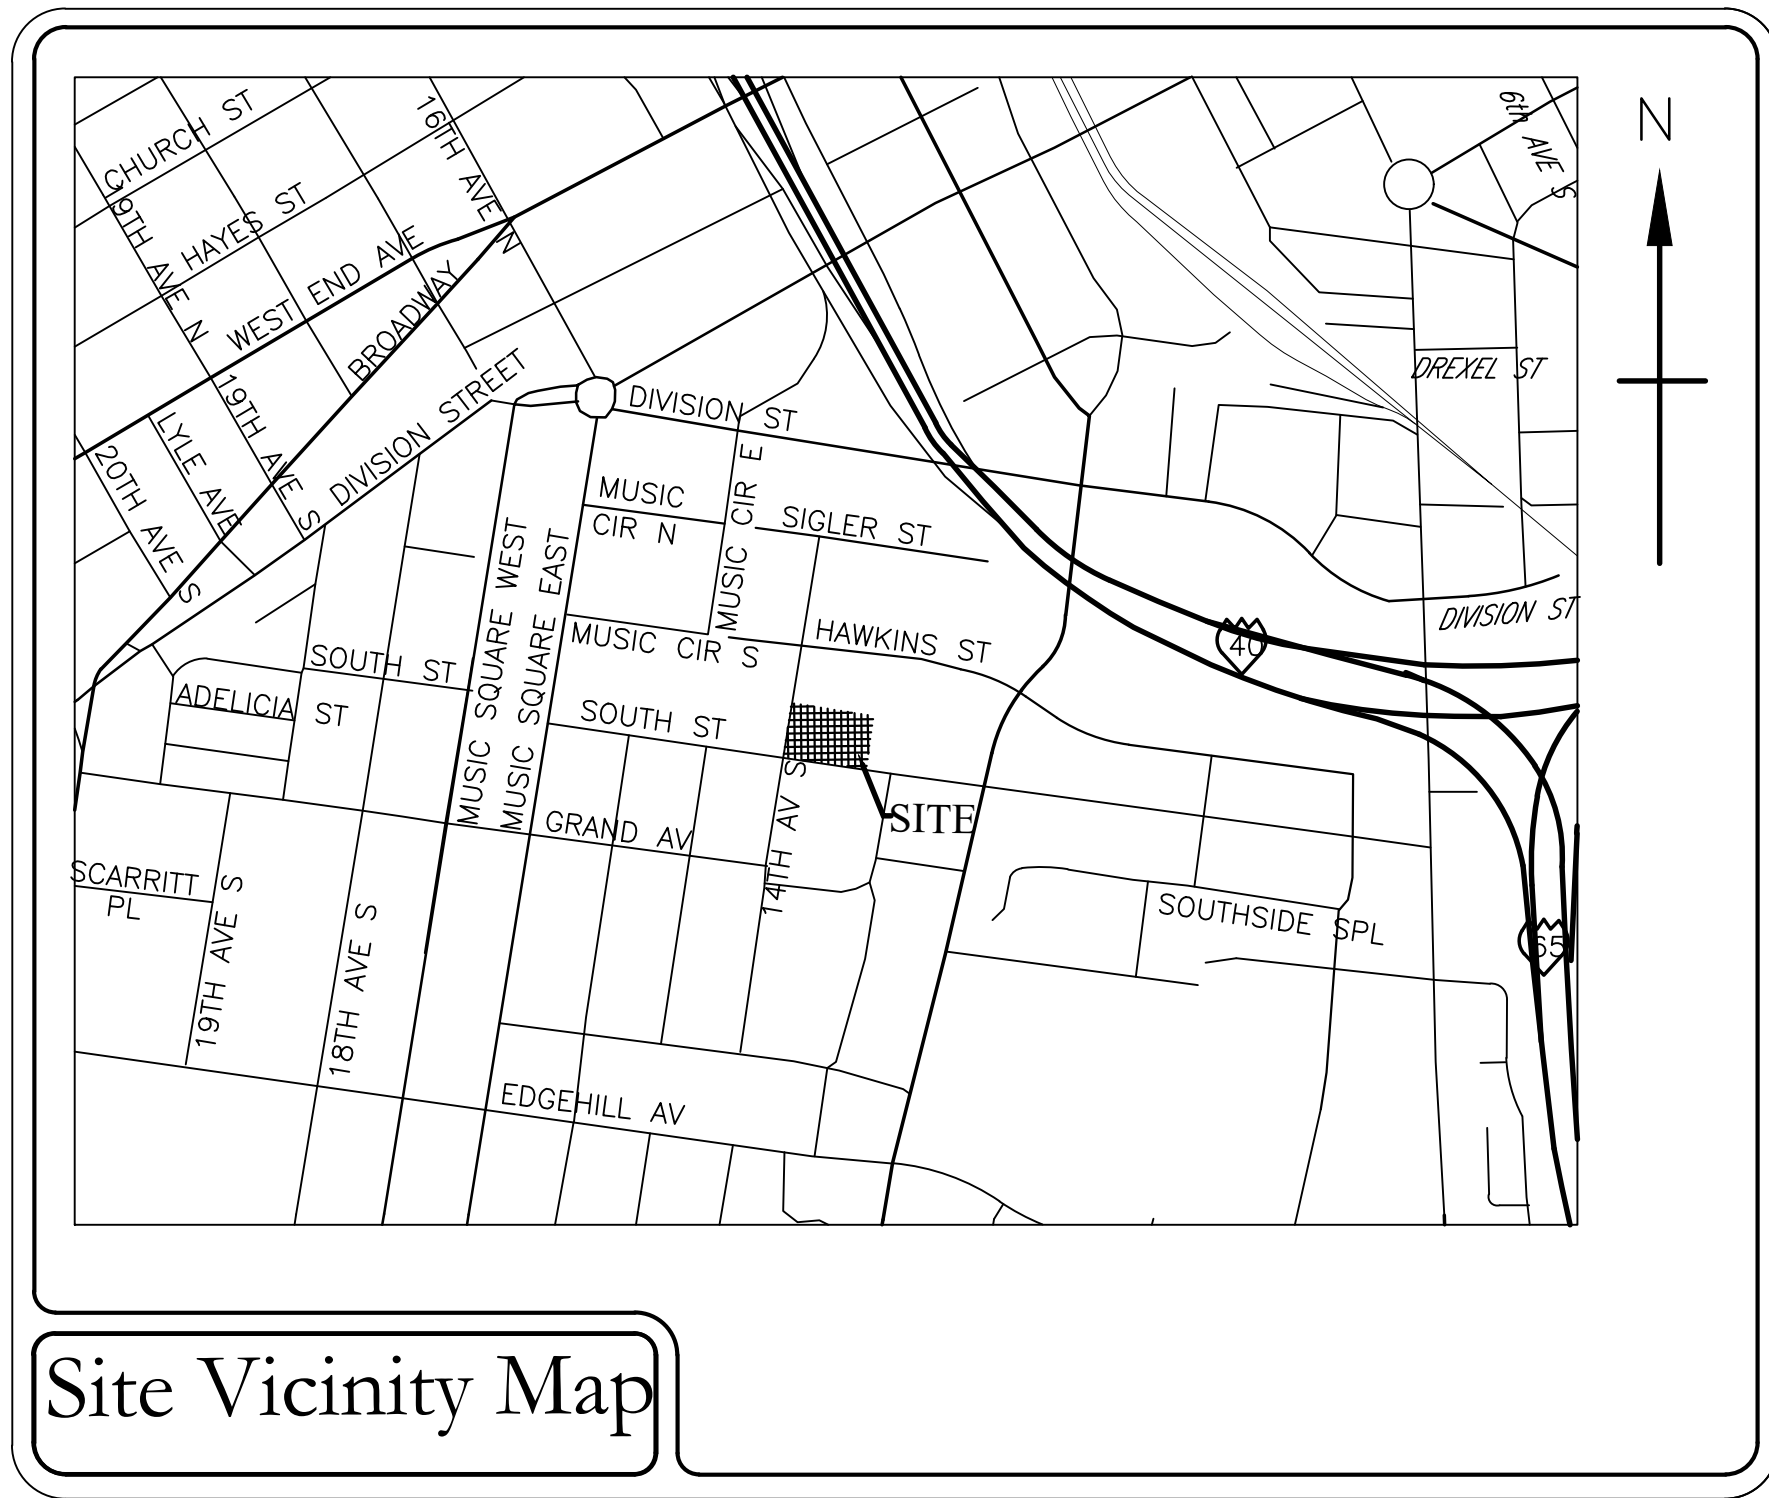 CHURCH ST
16TH AVE N
6th AVE S
N
19TH AVE N
HAYES ST
WEST END AVE
BROADWAY
DREXEL ST
19TH AVE S
DIVISION STREET
DIVISION ST
LYLE AVE
20TH AVE S
MUSIC
CIR N
MUSIC CIR E
SIGLER ST
MUSIC SQUARE WEST
MUSIC SQUARE EAST
DIVISION ST
MUSIC CIR S
HAWKINS ST
40
SOUTH ST
ADELICIA ST
SOUTH ST
SITE
GRAND AV
14TH AV S
SCARRITT
PL
19TH AVE S
18TH AVE S
SOUTHSIDE SPL
65
EDGEHILL AV
Site Vicinity Map